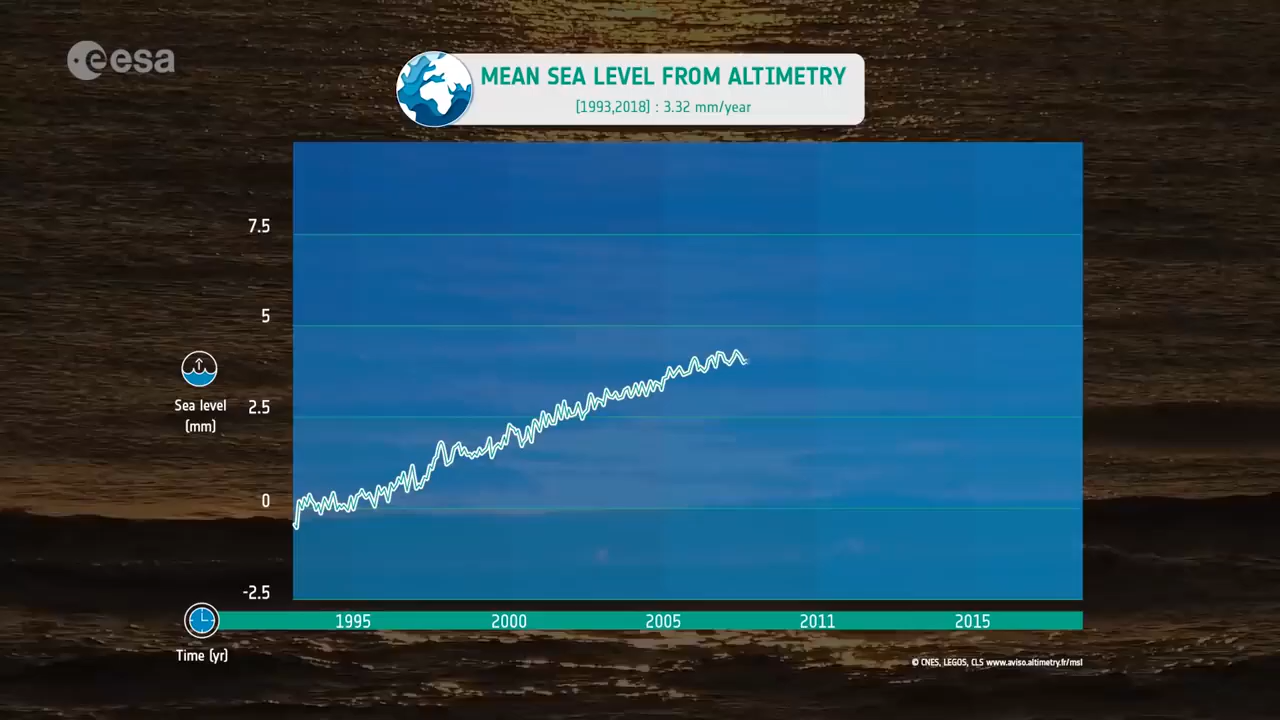 esa
MEAN SEA LEVEL FROM ALTIMETRY
[1993,2018] : 3.32 mm/year
7.5
5
2.5
0
-2.5
Sea level
(mm)
1995
2000
2005
2011
2015
Time (yr)
© CNES, LEGOS, CLS www.aviso.altimetry.fr/msl